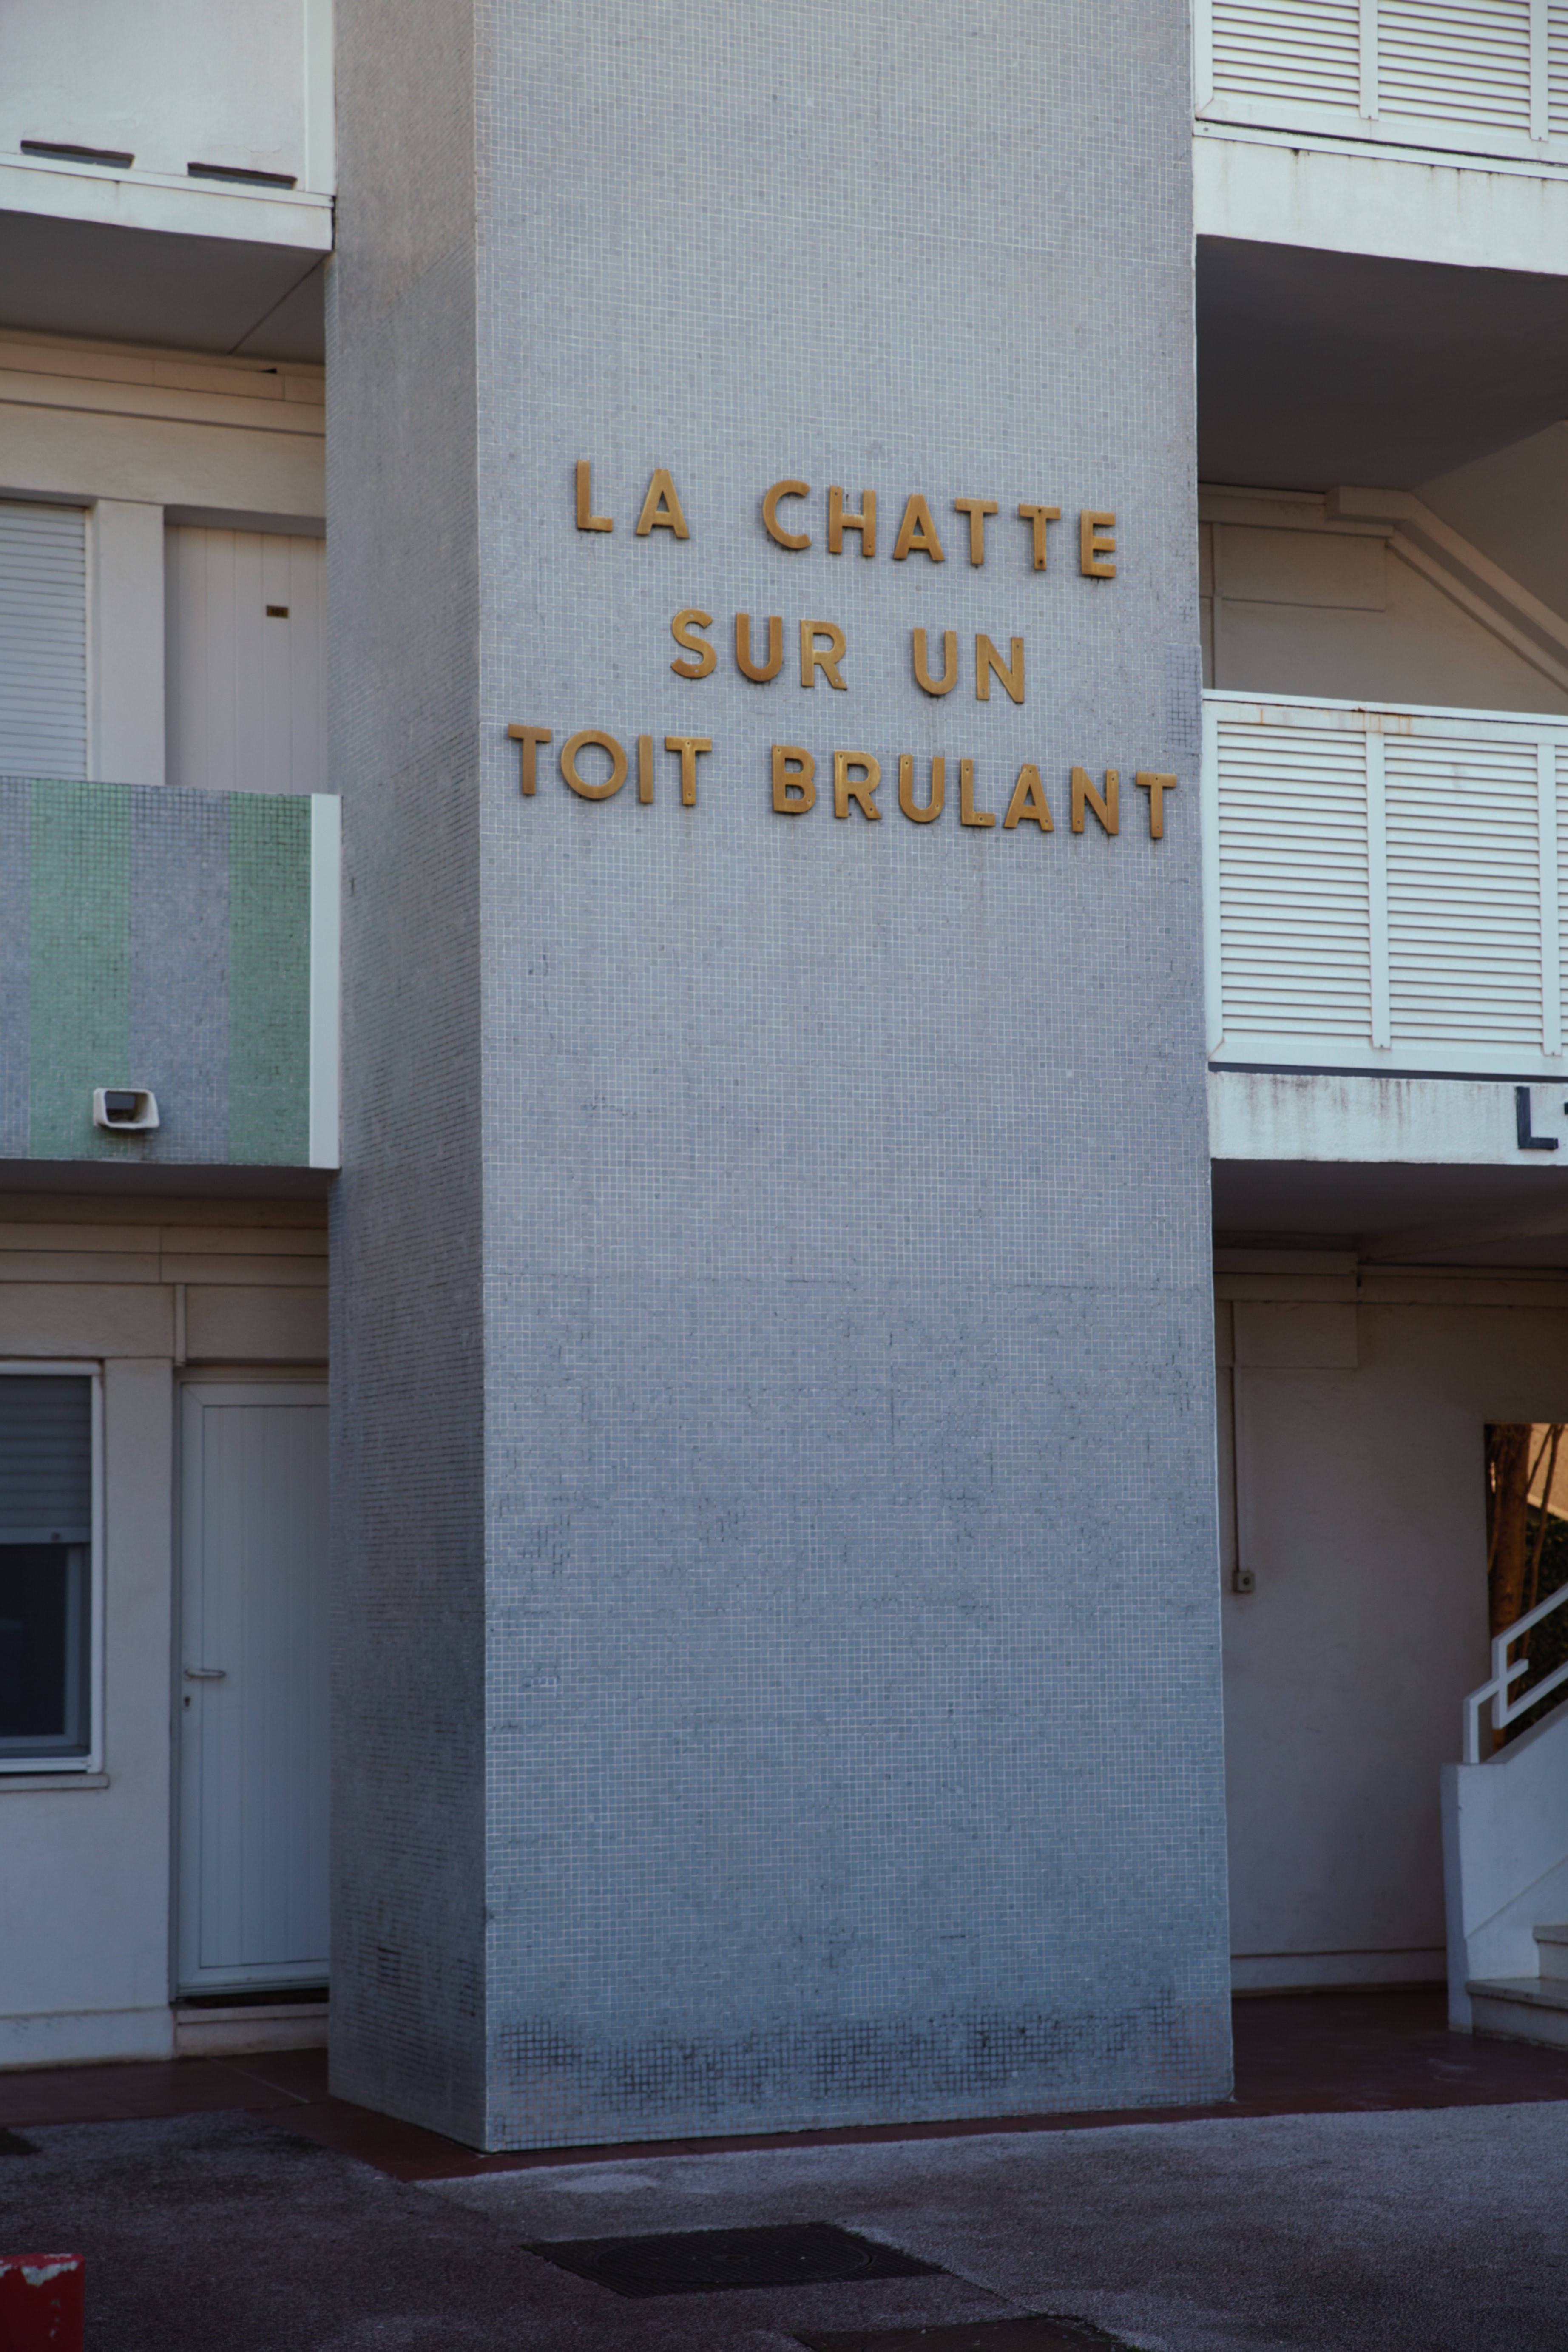 LA CHATTE
SUR UN
TOIT BRULANT